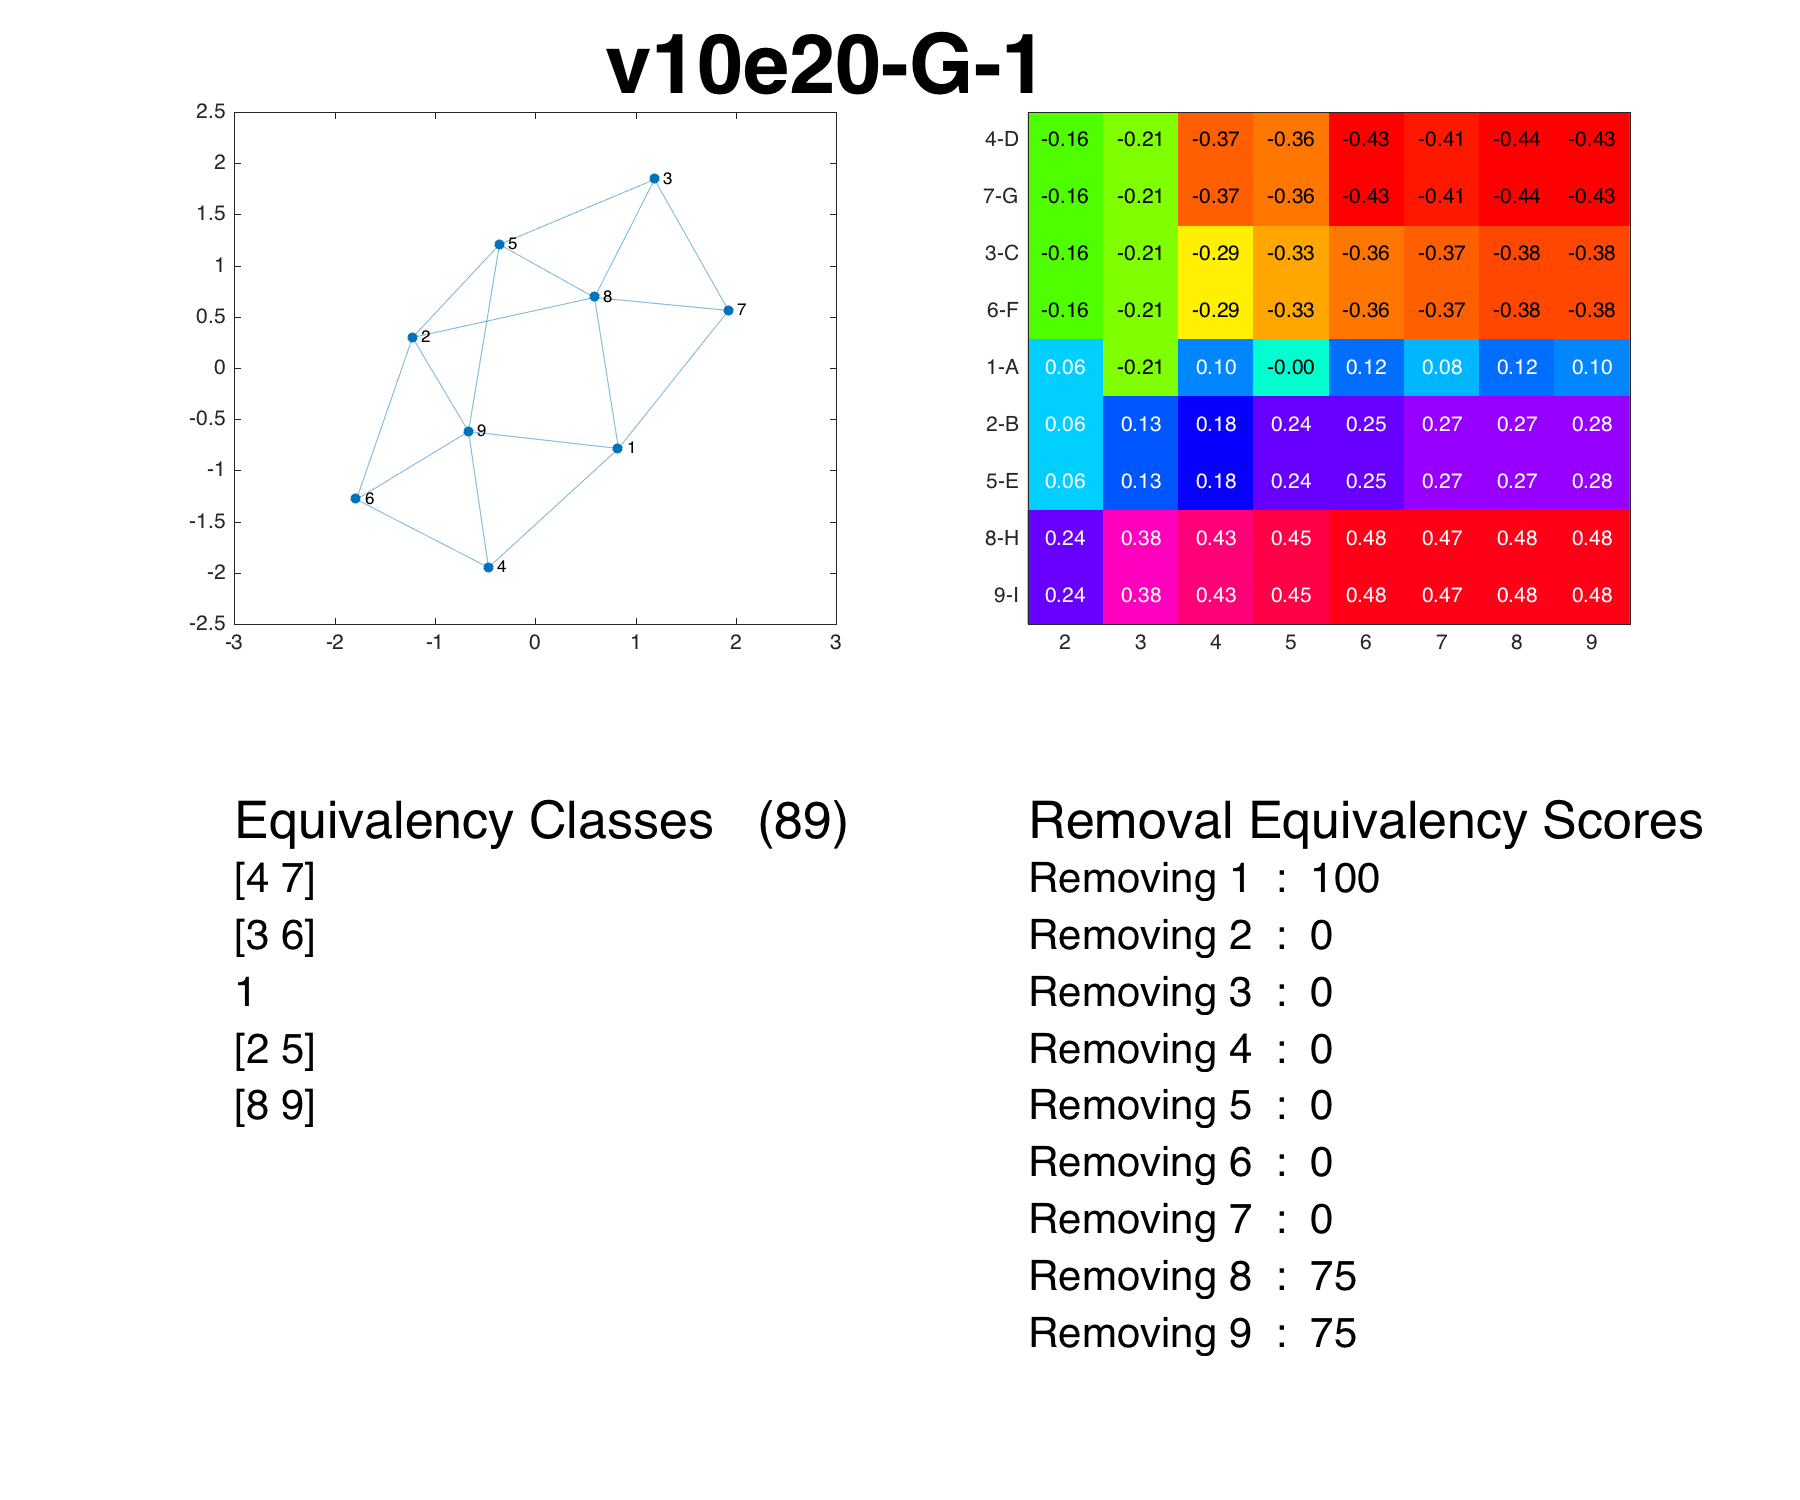 v10e20-G-1
2.5
2
1.5
1
0.5
0
-0.5
-1
-1.5
-2
-2.5
-3 -2 -1 0 1 2 3
3
5
8
7
2
9
1
6
4
4-D -0.16 -0.21 -0.37 -0.36 -0.43 -0.41 -0.44 -0.43
7-G -0.16 -0.21 -0.37 -0.36 -0.43 -0.41 -0.44 -0.43
3-C -0.16 -0.21 -0.29 -0.33 -0.36 -0.37 -0.38 -0.38
6-F -0.16 -0.21 -0.29 -0.33 -0.36 -0.37 -0.38 -0.38
1-A 0.06 -0.21 0.10 -0.00 0.12 0.08 0.12 0.10
2-B 0.06 0.13 0.18 0.24 0.25 0.27 0.27 0.28
5-E 0.06 0.13 0.18 0.24 0.25 0.27 0.27 0.28
8-H 0.24 0.38 0.43 0.45 0.48 0.47 0.48 0.48
9-I 0.24 0.38 0.43 0.45 0.48 0.47 0.48 0.48
2 3 4 5 6 7 8 9
Equivalency Classes (89)
[4 7]
[3 6]
1
[2 5]
[8 9]
Removal Equivalency Scores
Removing 1 : 100
Removing 2 : 0
Removing 3 : 0
Removing 4 : 0
Removing 5 : 0
Removing 6 : 0
Removing 7 : 0
Removing 8 : 75
Removing 9 : 75